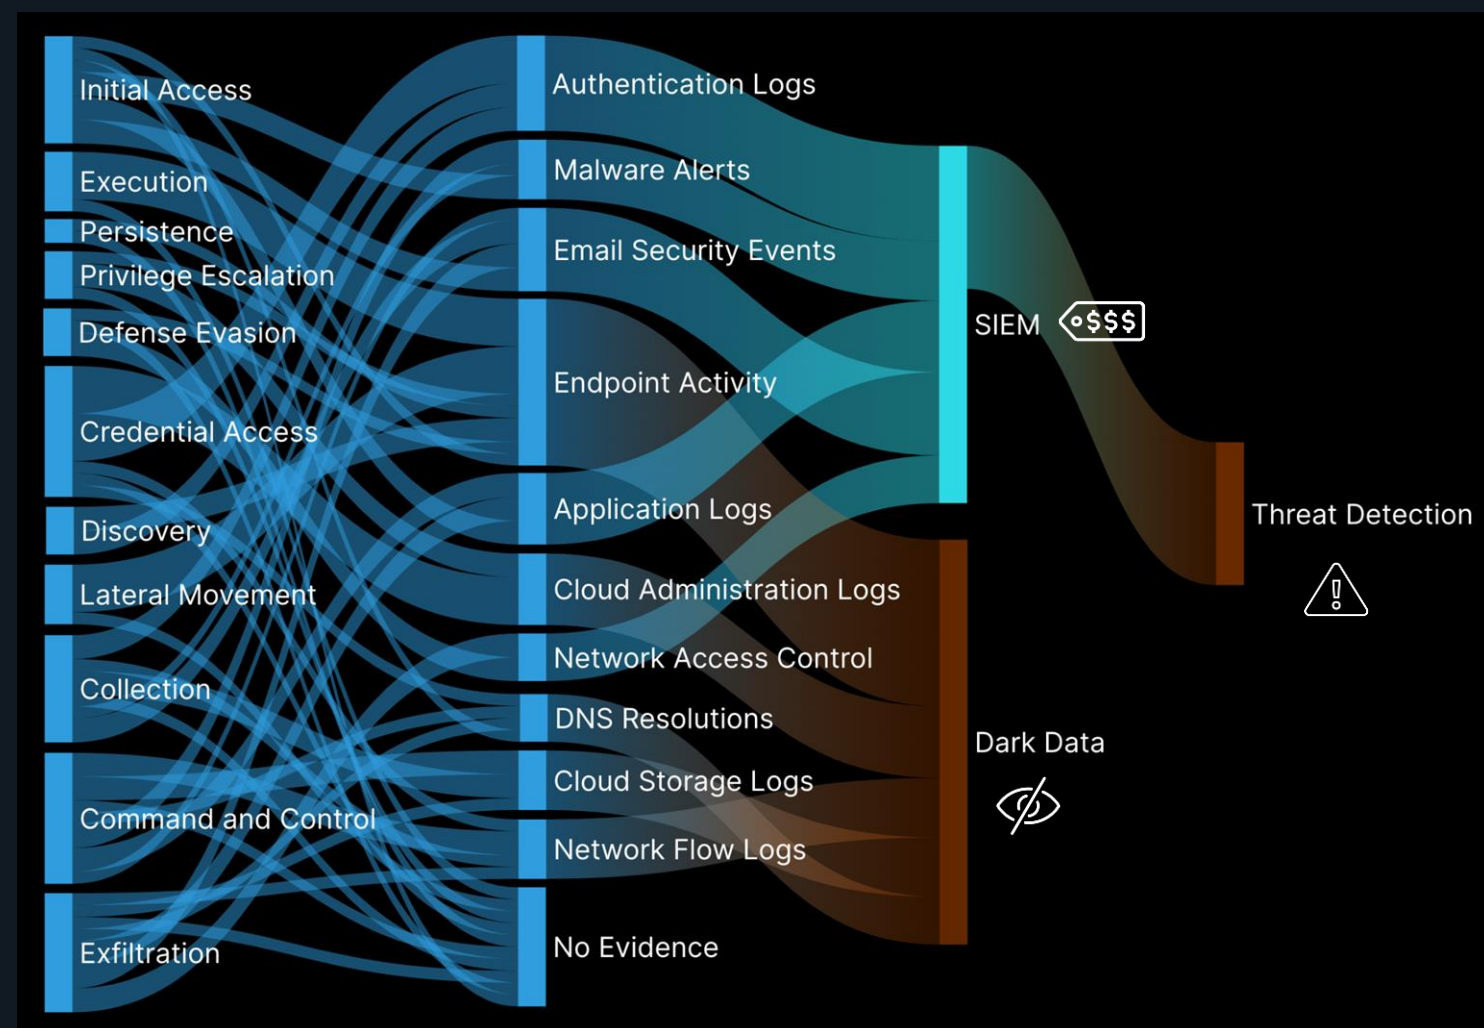 Initial Access
Execution
Persistence
Privilege Escalation
Defense Evasion
Credential Access
Discovery
Lateral Movement
Collection
Command and Control
Exfiltration
Authentication Logs
Malware Alerts
Email Security Events
Endpoint Activity
Application Logs
Cloud Administration Logs
Network Access Control
DNS Resolutions
Cloud Storage Logs
Network Flow Logs
No Evidence
SIEM $$$
Dark Data
Threat Detection
!